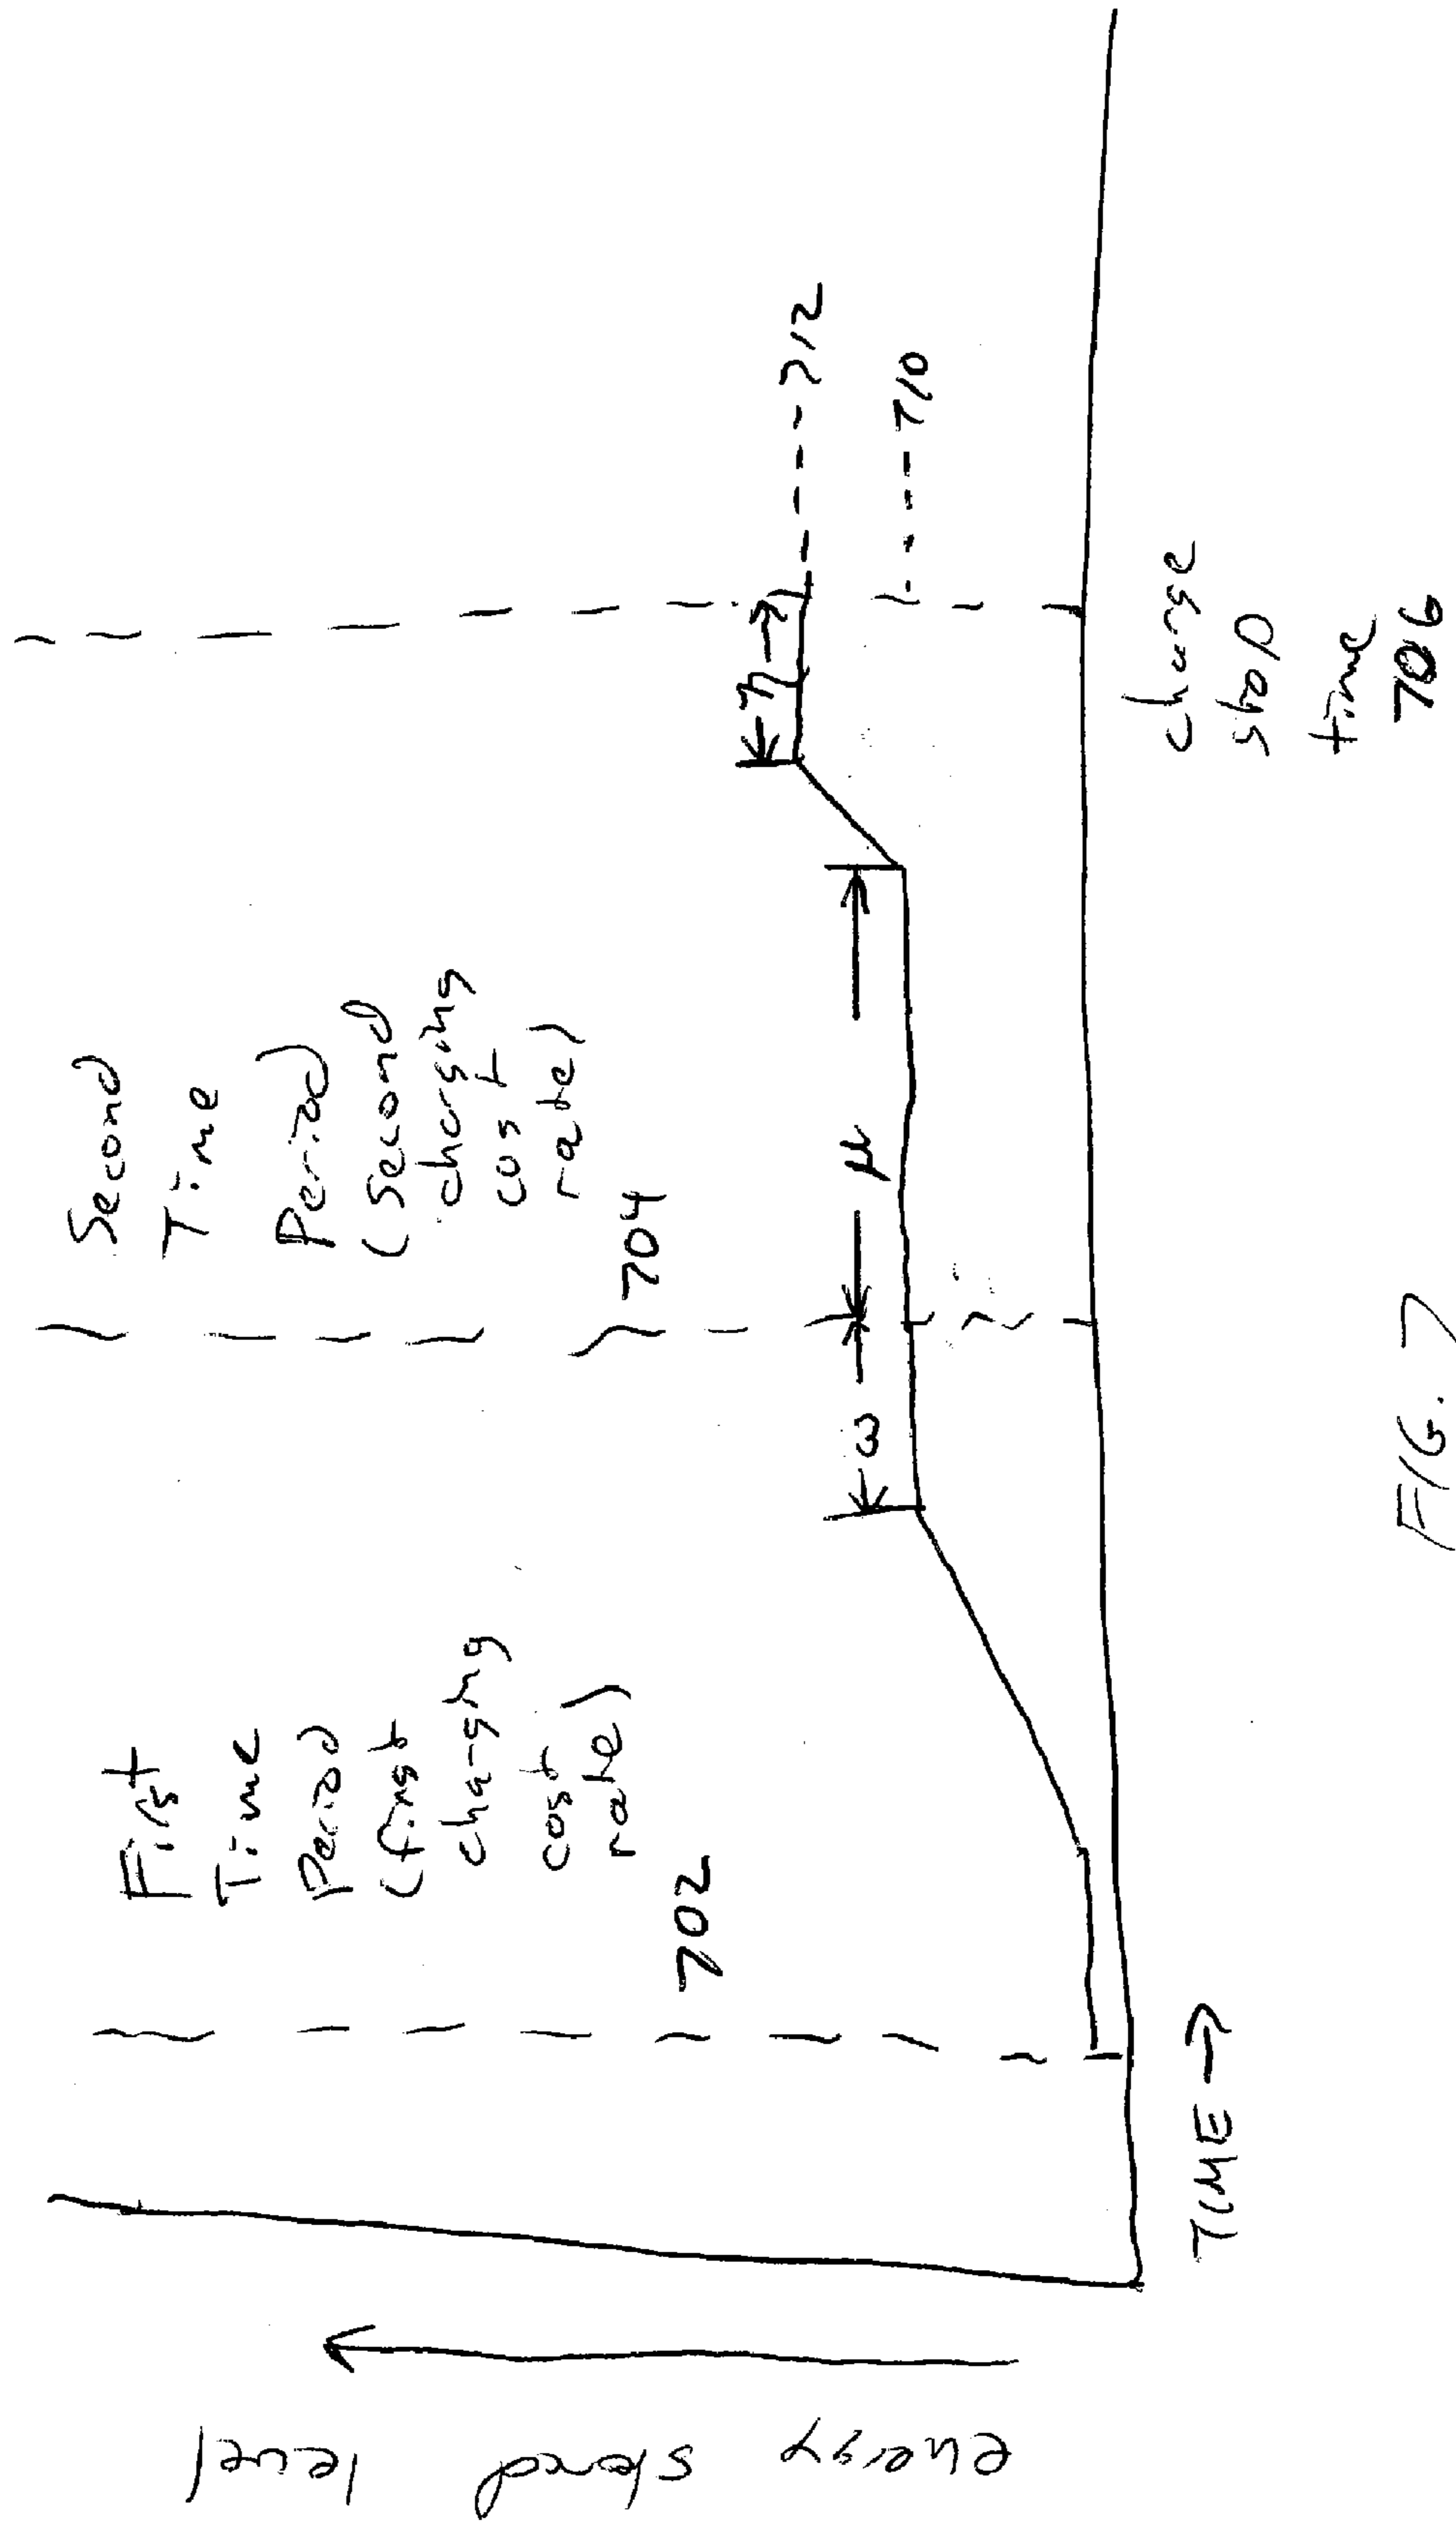 First
Time
Period
(first
charging
cost
rate)
702
Second
Time
Period
(Second
charging
cost
rate)
704
energy stored level
ω
μ
η
712
710
TIME →
charge
stop
time
706
FIG. 7